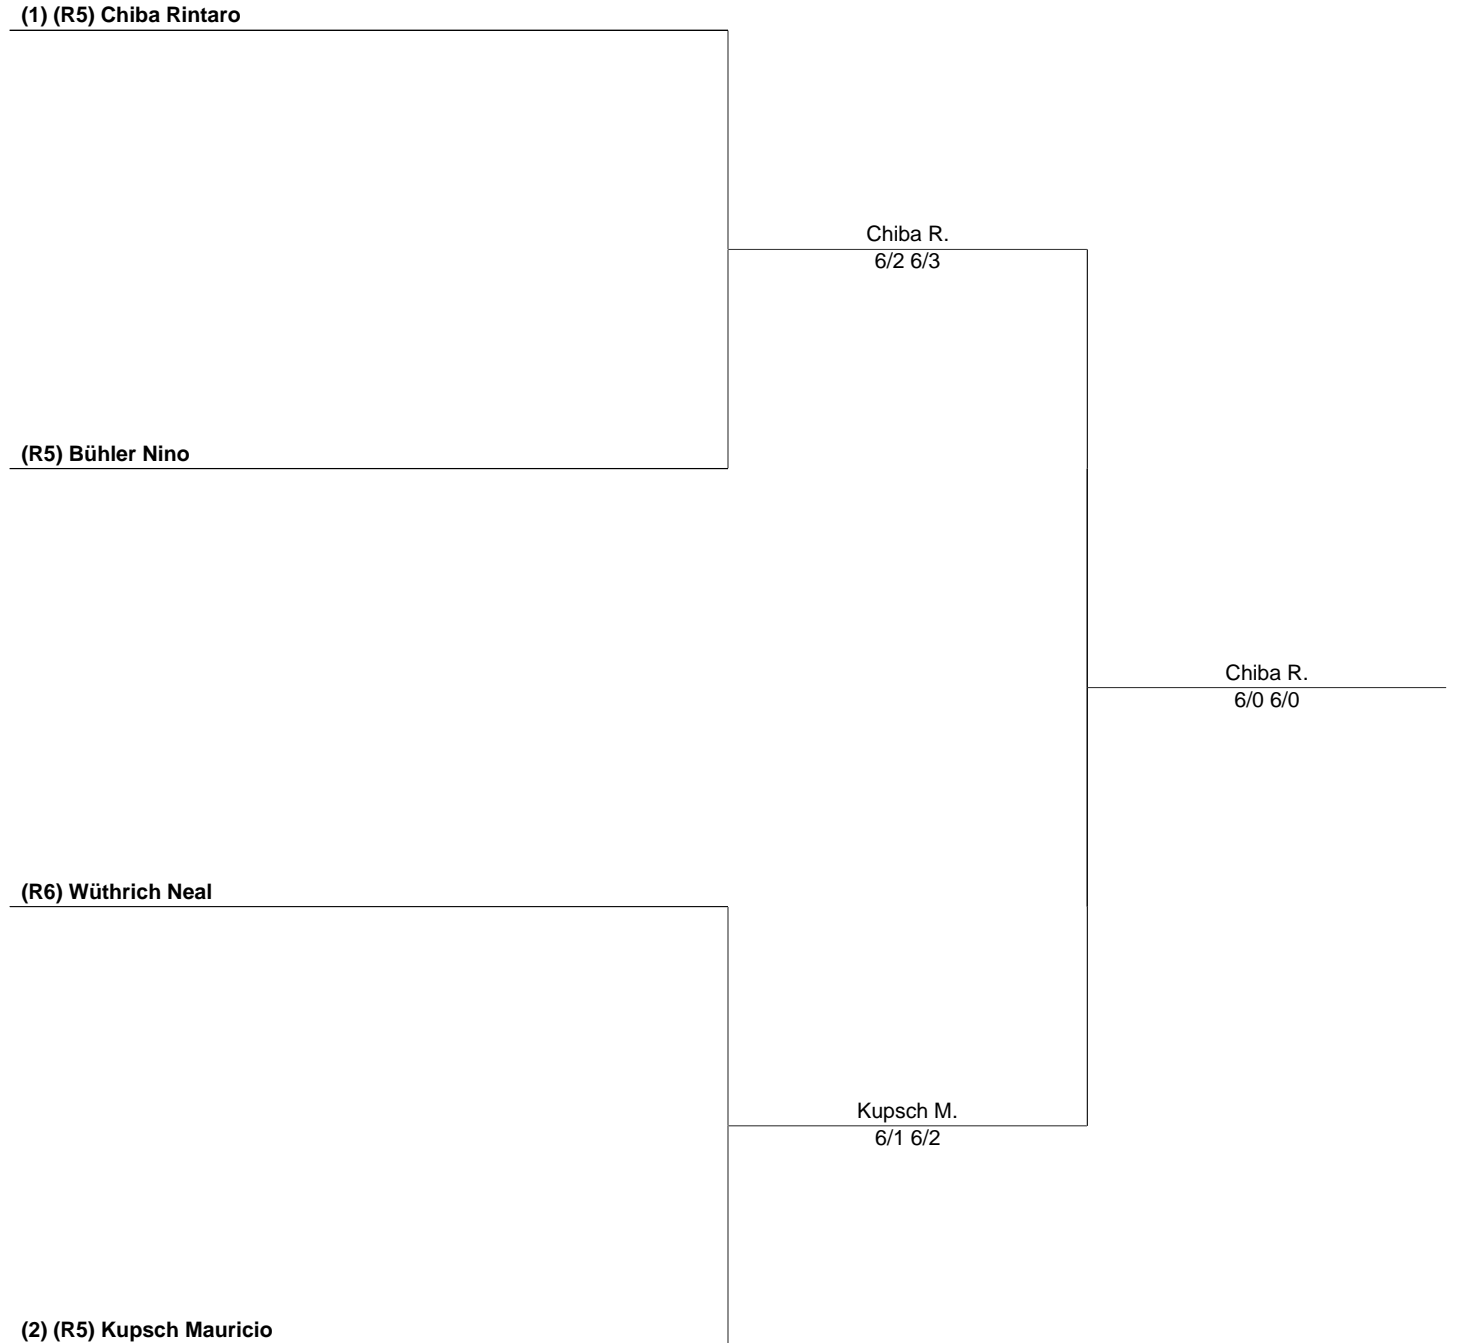 (1) (R5) Chiba Rintaro
Chiba R.
6/2 6/3
(R5) Bühler Nino
Chiba R.
6/0 6/0
(R6) Wüthrich Neal
Kupsch M.
6/1 6/2
(2) (R5) Kupsch Mauricio